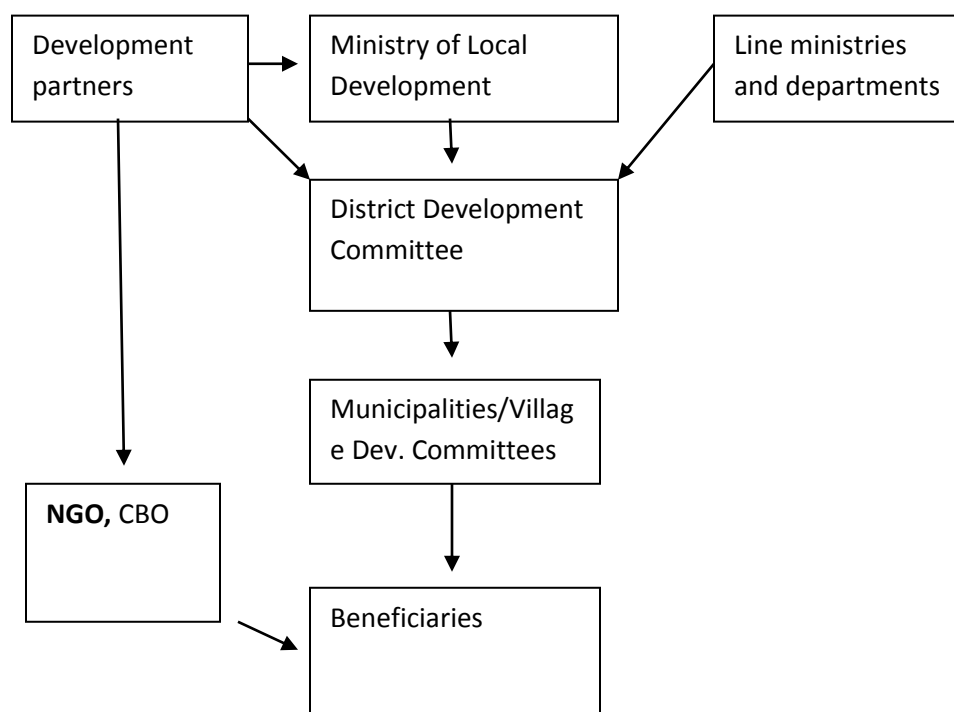 Development
partners
Ministry of Local
Development
Line ministries
and departments
District Development
Committee
Municipalities/Villag
e Dev. Committees
NGO, CBO
Beneficiaries